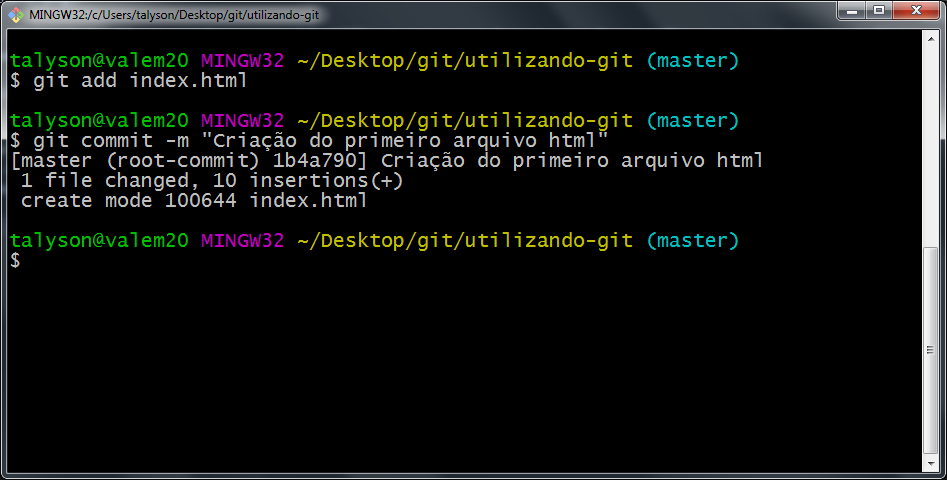 MINGW32:/c/Users/talyson/Desktop/git/utilizando-git
talyson@valem20 MINGW32 ~/Desktop/git/utilizando-git (master)
$ git add index.html
talyson@valem20 MINGW32 ~/Desktop/git/utilizando-git (master)
$ git commit -m "Criação do primeiro arquivo html"
[master (root-commit) 1b4a790] Criação do primeiro arquivo html
 1 file changed, 10 insertions(+)
 create mode 100644 index.html
talyson@valem20 MINGW32 ~/Desktop/git/utilizando-git (master)
$